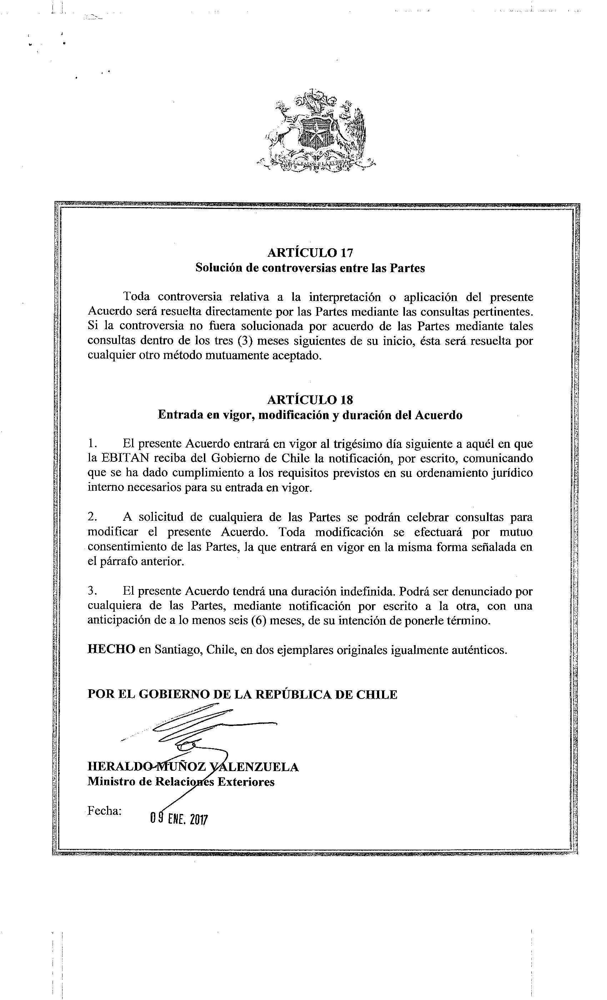 ARTÍCULO 17
Solución de controversias entre las Partes
Toda controversia relativa a la interpretación o aplicación del presente
Acuerdo será resuelta directamente por las Partes mediante las consultas pertinentes.
Si la controversia no fuera solucionada por acuerdo de las Partes mediante tales
consultas dentro de los tres (3) meses siguientes de su inicio, ésta será resuelta por
cualquier otro método mutuamente aceptado.
ARTÍCULO 18
Entrada en vigor, modificación y duración del Acuerdo
1. El presente Acuerdo entrará en vigor al trigésimo día siguiente a aquél en que
la EBITAN reciba del Gobierno de Chile la notificación, por escrito, comunicando
que se ha dado cumplimiento a los requisitos previstos en su ordenamiento jurídico
interno necesarios para su entrada en vigor.
2. A solicitud de cualquiera de las Partes se podrán celebrar consultas para
modificar el presente Acuerdo. Toda modificación se efectuará por mutuo
consentimiento de las Partes, la que entrará en vigor en la misma forma señalada en
el párrafo anterior.
3. El presente Acuerdo tendrá una duración indefinida. Podrá ser denunciado por
cualquiera de las Partes, mediante notificación por escrito a la otra, con una
anticipación de a lo menos seis (6) meses, de su intención de ponerle término.
HECHO en Santiago, Chile, en dos ejemplares originales igualmente auténticos.
POR EL GOBIERNO DE LA REPÚBLICA DE CHILE
HERALDO MUÑOZ VALENZUELA
Ministro de Relaciones Exteriores
Fecha: 09 ENE. 2017